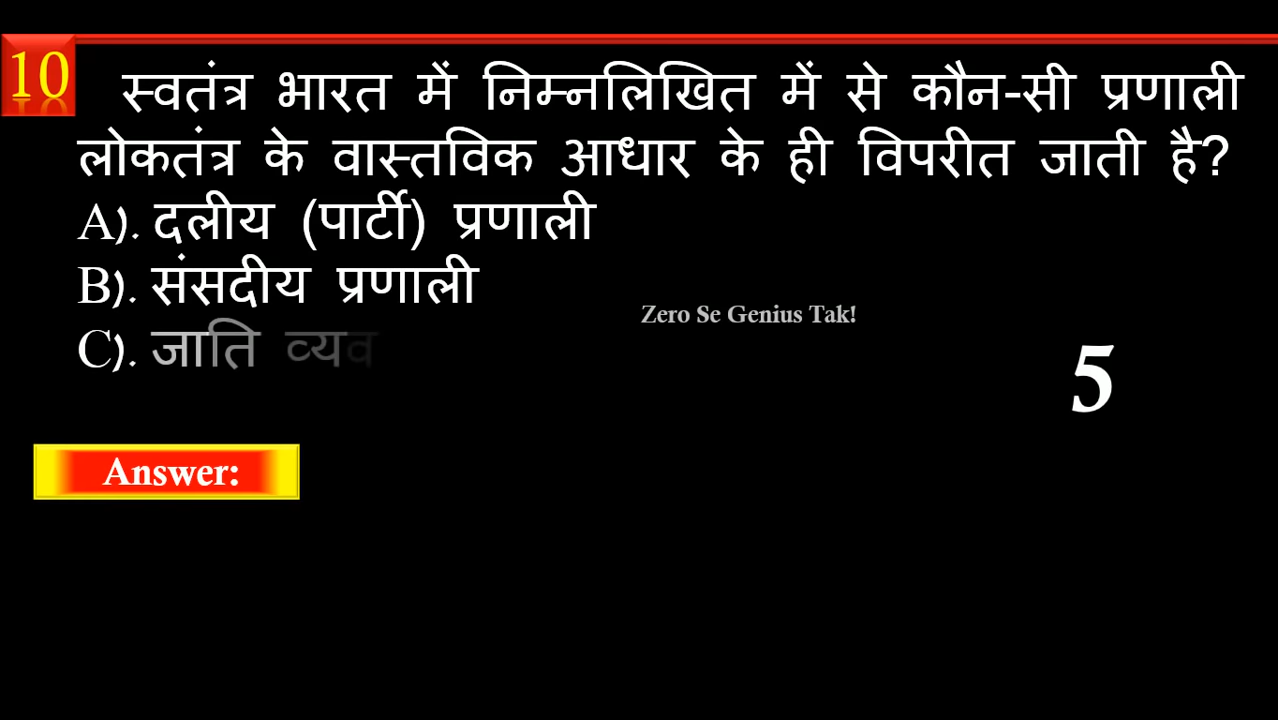 10 स्वतंत्र भारत में निम्नलिखित में से कौन-सी प्रणाली
लोकतंत्र के वास्तविक आधार के ही विपरीत जाती है?
A). दलीय (पार्टी) प्रणाली
B). संसदीय प्रणाली
Zero Se Genius Tak!
C). जाति
5
Answer: